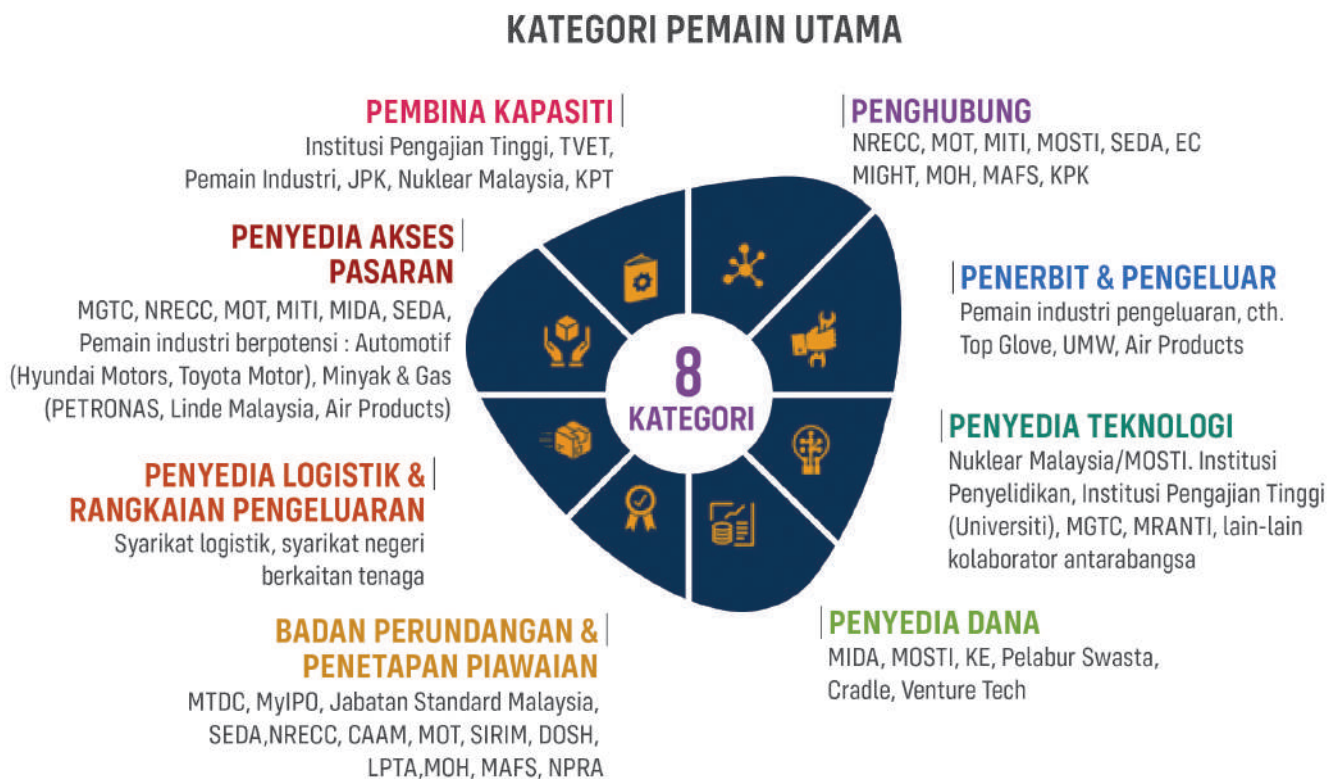 KATEGORI PEMAIN UTAMA
PEMBINA KAPASITI
Institusi Pengajian Tinggi, TVET,
Pemain Industri, JPK, Nuklear Malaysia, KPT
PENGHUBUNG
NRECC, MOT, MITI, MOSTI, SEDA, EC
MIGHT, MOH, MAFS, KPK
PENYEDIA AKSES
PASARAN
MGTC, NRECC, MOT, MITI, MIDA, SEDA,
Pemain industri berpotensi : Automotif
(Hyundai Motors, Toyota Motor), Minyak & Gas
(PETRONAS, Linde Malaysia, Air Products)
PENERBIT & PENGELUAR
Pemain industri pengeluaran, cth.
Top Glove, UMW, Air Products
8
KATEGORI
PENYEDIA TEKNOLOGI
Nuklear Malaysia/MOSTI. Institusi
Penyelidikan, Institusi Pengajian Tinggi
(Universiti), MGTC, MRANTI, lain-lain
kolaborator antarabangsa
PENYEDIA LOGISTIK &
RANGKAIAN PENGELUARAN
Syarikat logistik, syarikat negeri
berkaitan tenaga
BADAN PERUNDANGAN &
PENETAPAN PIAWAIAN
MTDC, MyIPO, Jabatan Standard Malaysia,
SEDA,NRECC, CAAM, MOT, SIRIM, DOSH,
LPTA,MOH, MAFS, NPRA
PENYEDIA DANA
MIDA, MOSTI, KE, Pelabur Swasta,
Cradle, Venture Tech